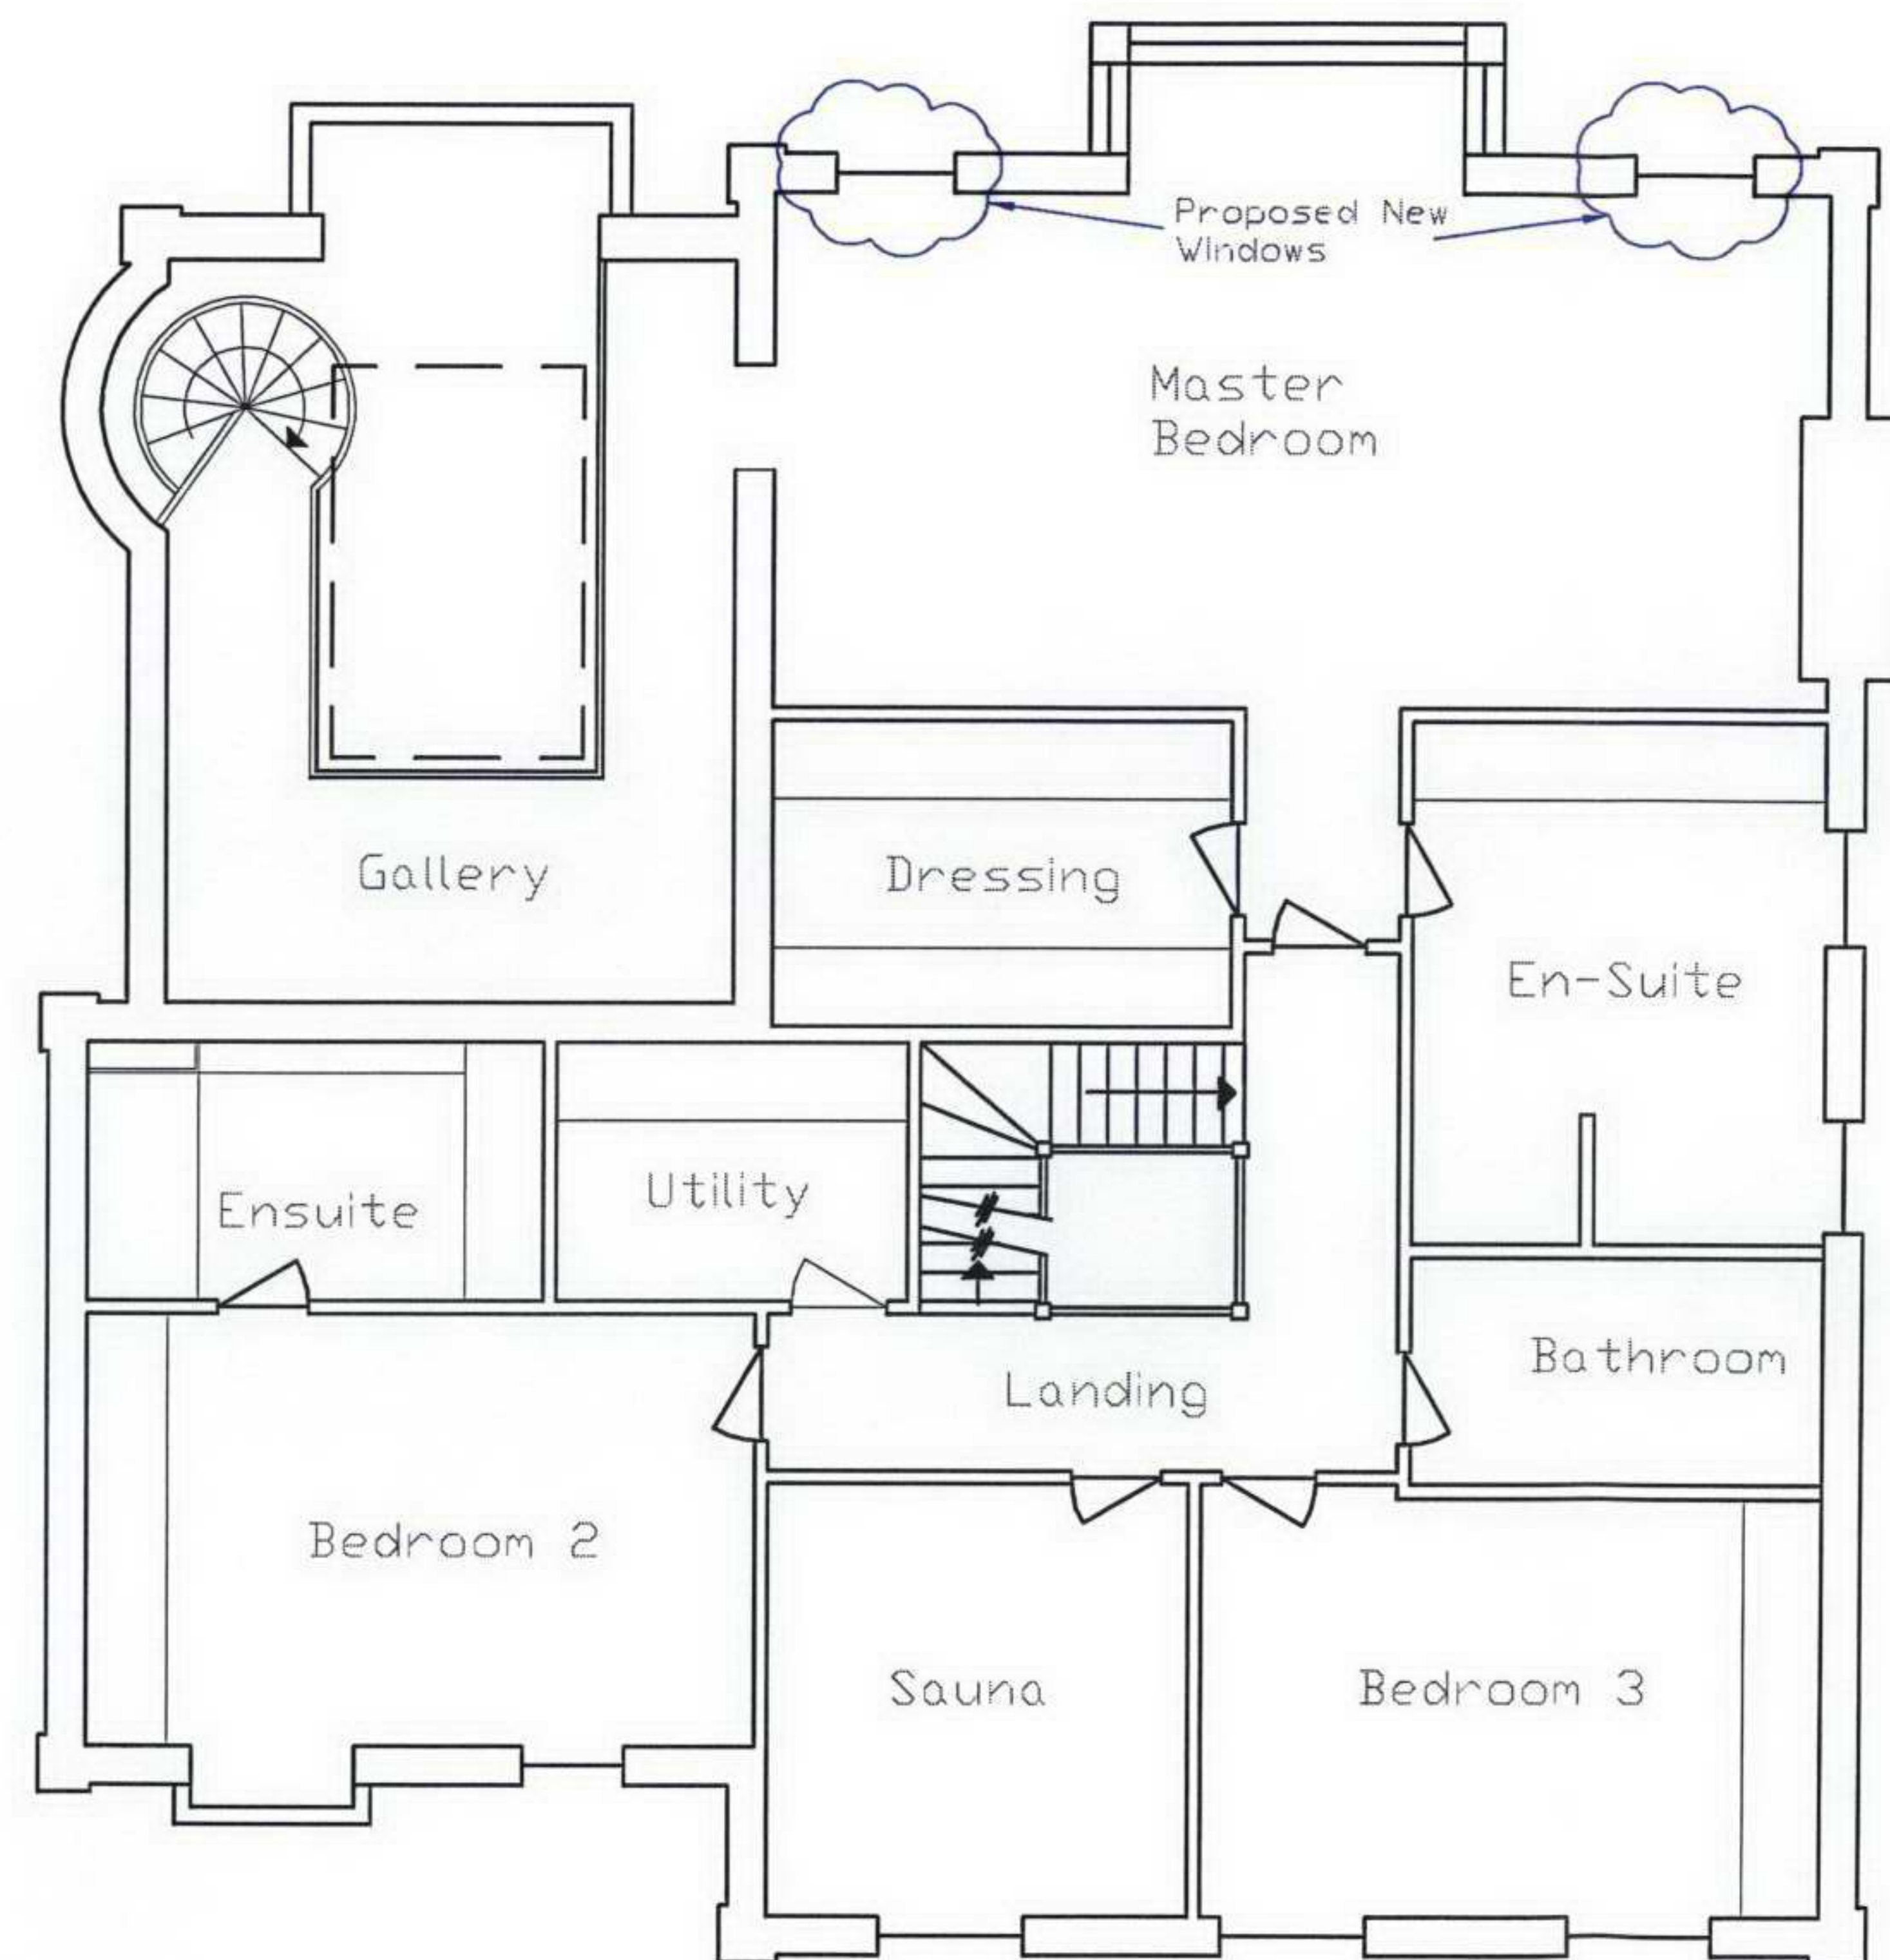 Proposed New
Windows
Master
Bedroom
Gallery
Dressing
En-Suite
Ensuite
Utility
Bathroom
Landing
Bedroom 2
Sauna
Bedroom 3